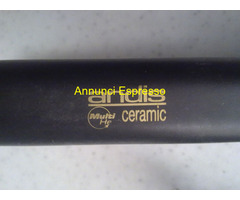 Annunci Espresso
andis
Multi
ceramic